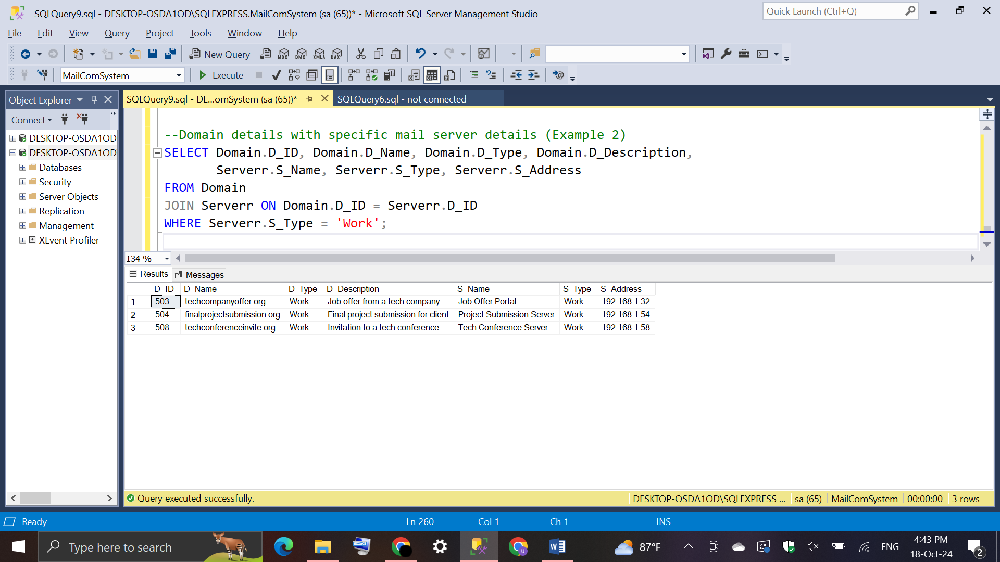 SQLQuery9.sql - DESKTOP-OSDA1OD\SQLEXPRESS.MailComSystem (sa (65))* - Microsoft SQL Server Management Studio
Quick Launch (Ctrl+Q)
File Edit View Query Project Tools Window Help
New Query MDX DMX XMLA DAX
MailComSystem Execute
Object Explorer
SQLQuery9.sql - DE...omSystem (sa (65))* SQLQuery6.sql - not connected
Connect
DESKTOP-OSDA1OD
DESKTOP-OSDA1OD
Databases
Security
Server Objects
Replication
Management
XEvent Profiler
--Domain details with specific mail server details (Example 2)
SELECT Domain.D_ID, Domain.D_Name, Domain.D_Type, Domain.D_Description,
Serverr.S_Name, Serverr.S_Type, Serverr.S_Address
FROM Domain
JOIN Serverr ON Domain.D_ID = Serverr.D_ID
WHERE Serverr.S_Type = 'Work';
134 %
Results Messages
D_ID D_Name D_Type D_Description S_Name S_Type S_Address
1 503 techcompanyoffer.org Work Job offer from a tech company Job Offer Portal Work 192.168.1.32
2 504 finalprojectsubmission.org Work Final project submission for client Project Submission Server Work 192.168.1.54
3 508 techconferenceinvite.org Work Invitation to a tech conference Tech Conference Server Work 192.168.1.58
Query executed successfully. DESKTOP-OSDA1OD\SQLEXPRESS ... sa (65) MailComSystem 00:00:00 3 rows
Ready Ln 260 Col 1 Ch 1 INS
Type here to search 87°F ENG 4:43 PM
18-Oct-24 2